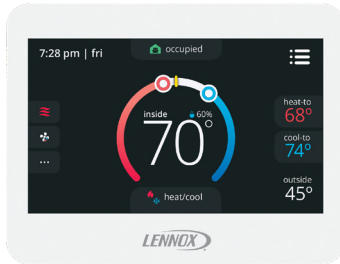 7:28 pm | fri
occupied
inside
60%
70°
heat-to
68°
cool-to
74°
outside
45°
heat/cool
LENNOX